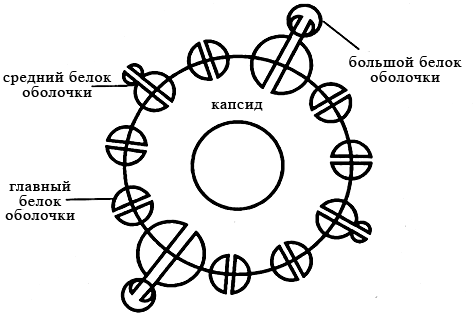 большой белок
оболочки
средний белок
оболочки
капсид
главный
белок
оболочки